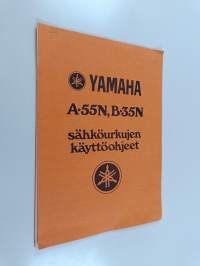 YAMAHA
A-55N, B-35N
sähköurkujen
käyttöohjeet